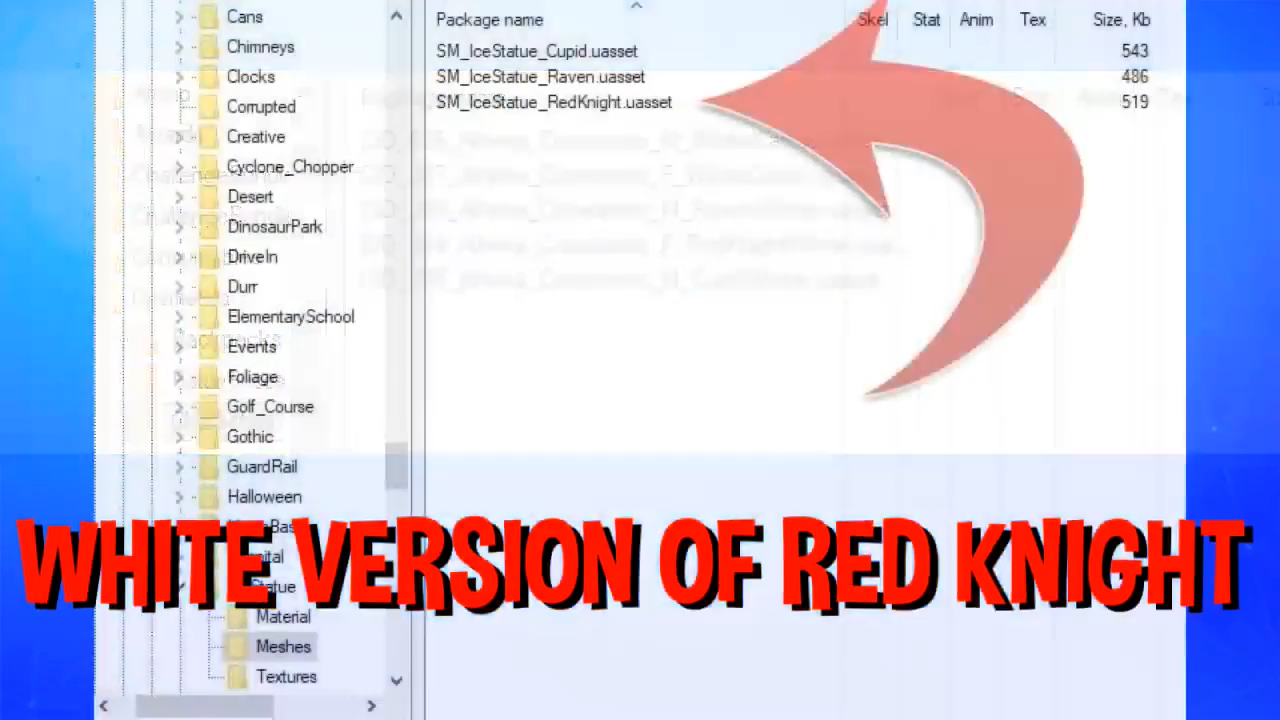 Package name Skel Stat Anim Tex Size, Kb
SM_IceStatue_Cupid.uasset 543
SM_IceStatue_Raven.uasset 486
SM_IceStatue_RedKnight.uasset 519
Cans
Chimneys
Clocks
Corrupted
Creative
Cyclone_Chopper
Desert
DinosaurPark
DriveIn
Durr
ElementarySchool
Events
Foliage
Golf_Course
Gothic
GuardRail
Halloween
WHITE VERSION OF RED KNIGHT
Material
Meshes
Textures